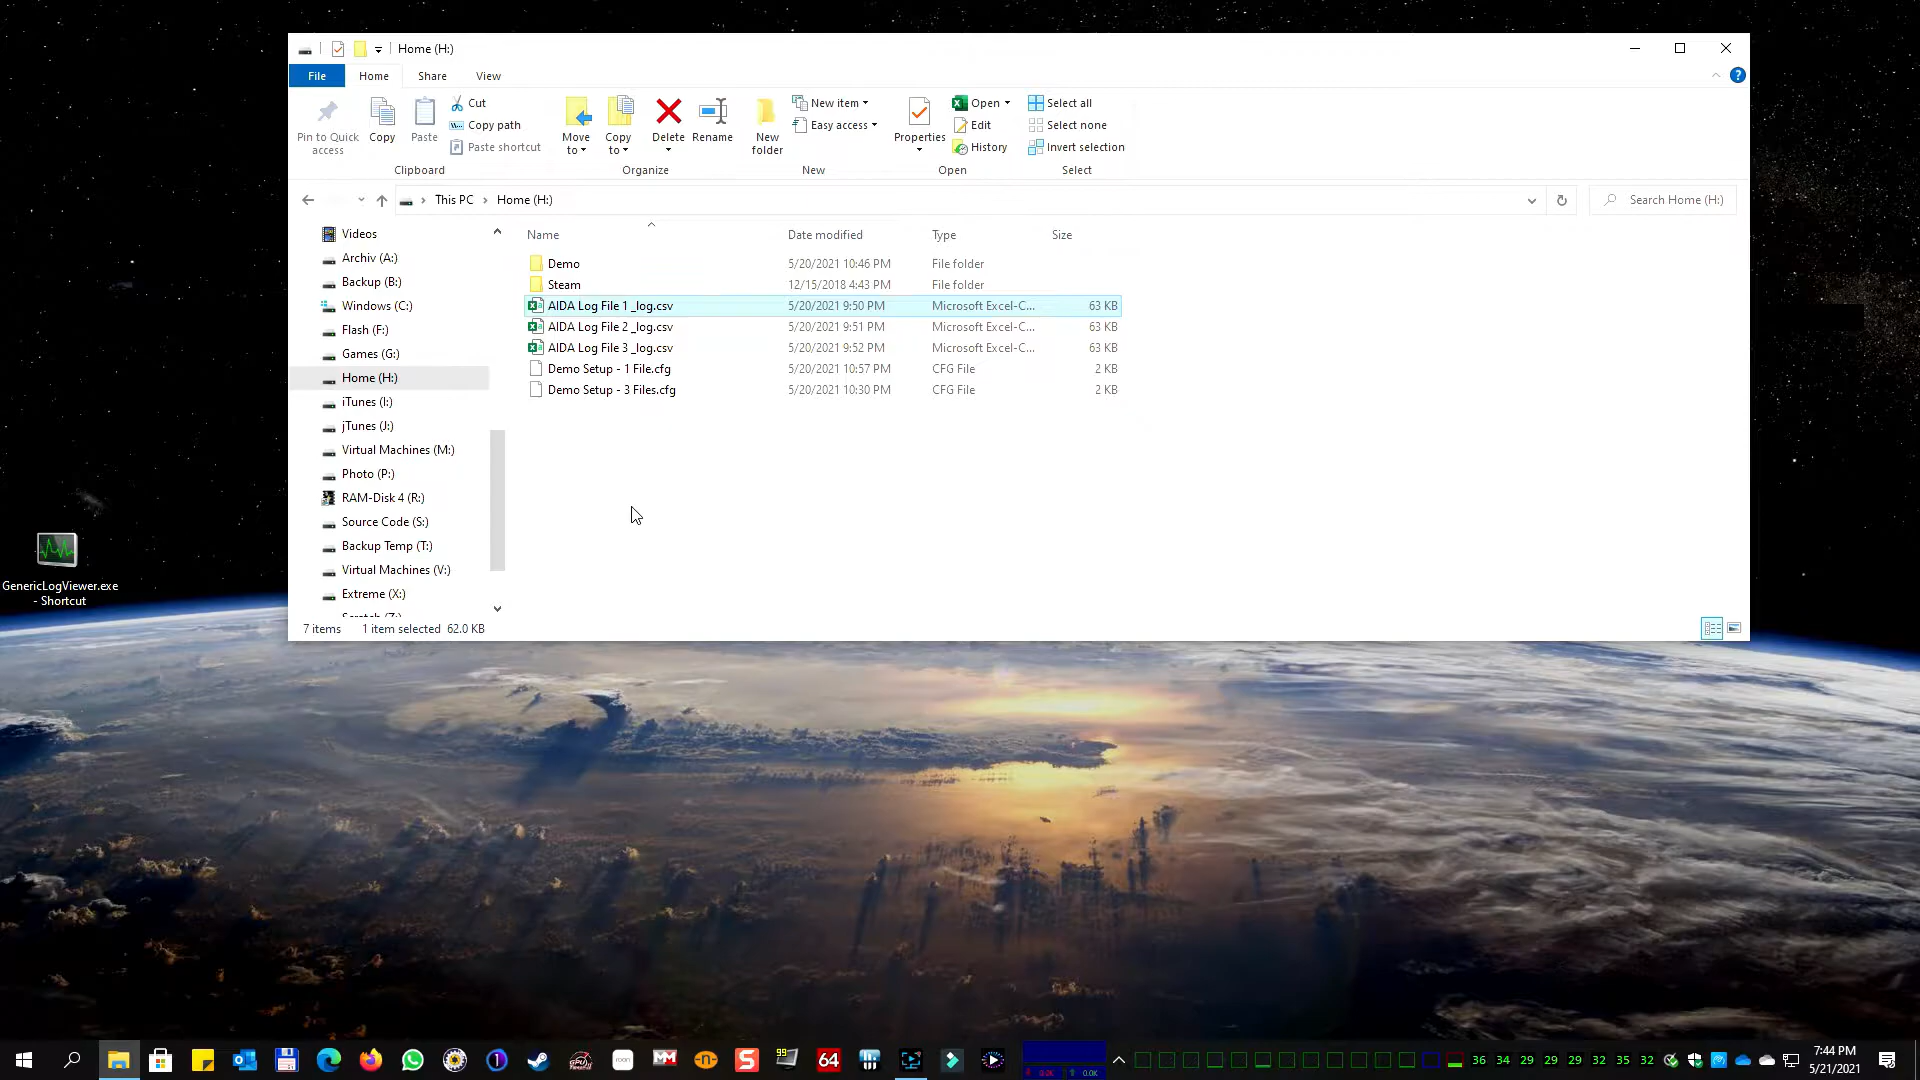 Home (H:)
File Home Share View
Pin to Quick access
Copy
Paste
Cut
Copy path
Paste shortcut
Clipboard
Move to
Copy to
Delete
Rename
Organize
New folder
New item
Easy access
New
Properties
Open
Edit
History
Open
Select all
Select none
Invert selection
Select
This PC > Home (H:)
Search Home (H:)
Videos
Archiv (A:)
Backup (B:)
Windows (C:)
Flash (F:)
Games (G:)
Home (H:)
iTunes (I:)
jTunes (J:)
Virtual Machines (M:)
Photo (P:)
RAM-Disk 4 (R:)
Source Code (S:)
Backup Temp (T:)
Virtual Machines (V:)
Extreme (X:)
Name Date modified Type Size
Demo 5/20/2021 10:46 PM File folder
Steam 12/15/2018 4:43 PM File folder
AIDA Log File 1 _log.csv 5/20/2021 9:50 PM Microsoft Excel-C... 63 KB
AIDA Log File 2 _log.csv 5/20/2021 9:51 PM Microsoft Excel-C... 63 KB
AIDA Log File 3 _log.csv 5/20/2021 9:52 PM Microsoft Excel-C... 63 KB
Demo Setup - 1 File.cfg 5/20/2021 10:57 PM CFG File 2 KB
Demo Setup - 3 Files.cfg 5/20/2021 10:30 PM CFG File 2 KB
7 items 1 item selected 62.0 KB
GenericLogViewer.exe
- Shortcut
99
64
36 34 29 29 29 32 35 32
7:44 PM
5/21/2021